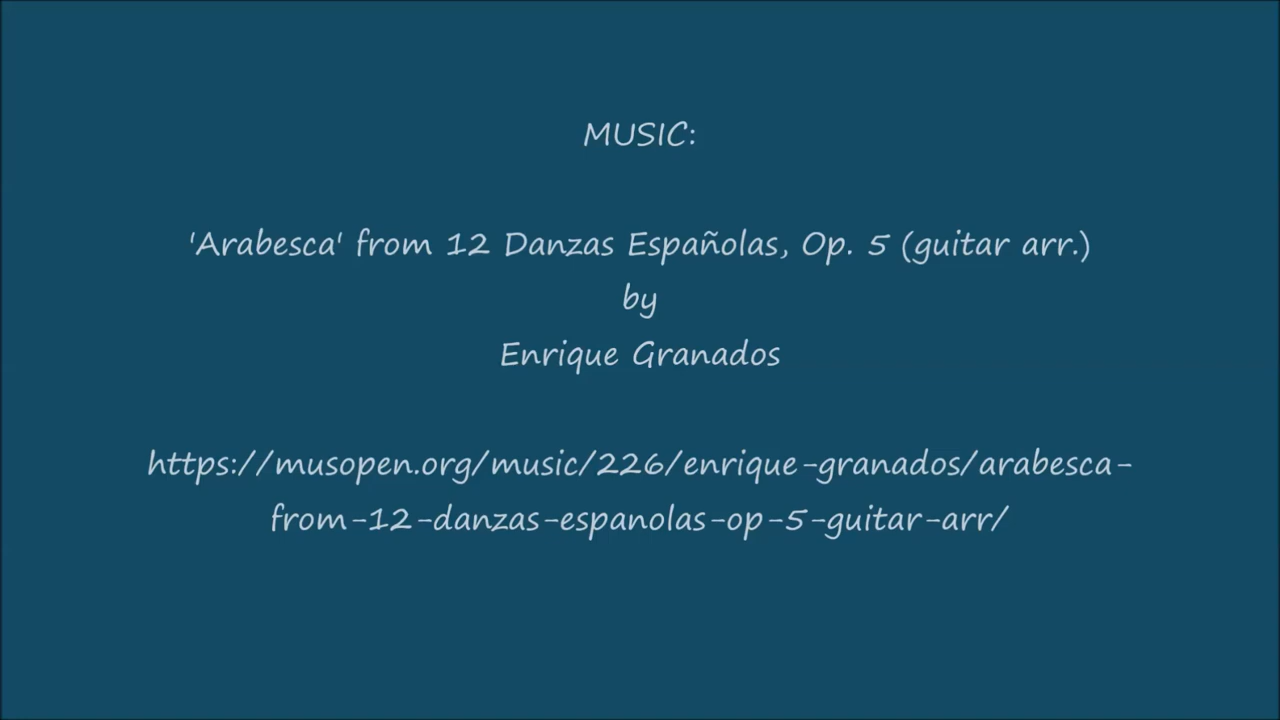 MUSIC:
'Arabesca' from 12 Danzas Españolas, Op. 5 (guitar arr.)
by
Enrique Granados
https://musopen.org/music/226/enrique-granados/arabesca-
from-12-danzas-espanolas-op-5-guitar-arr/